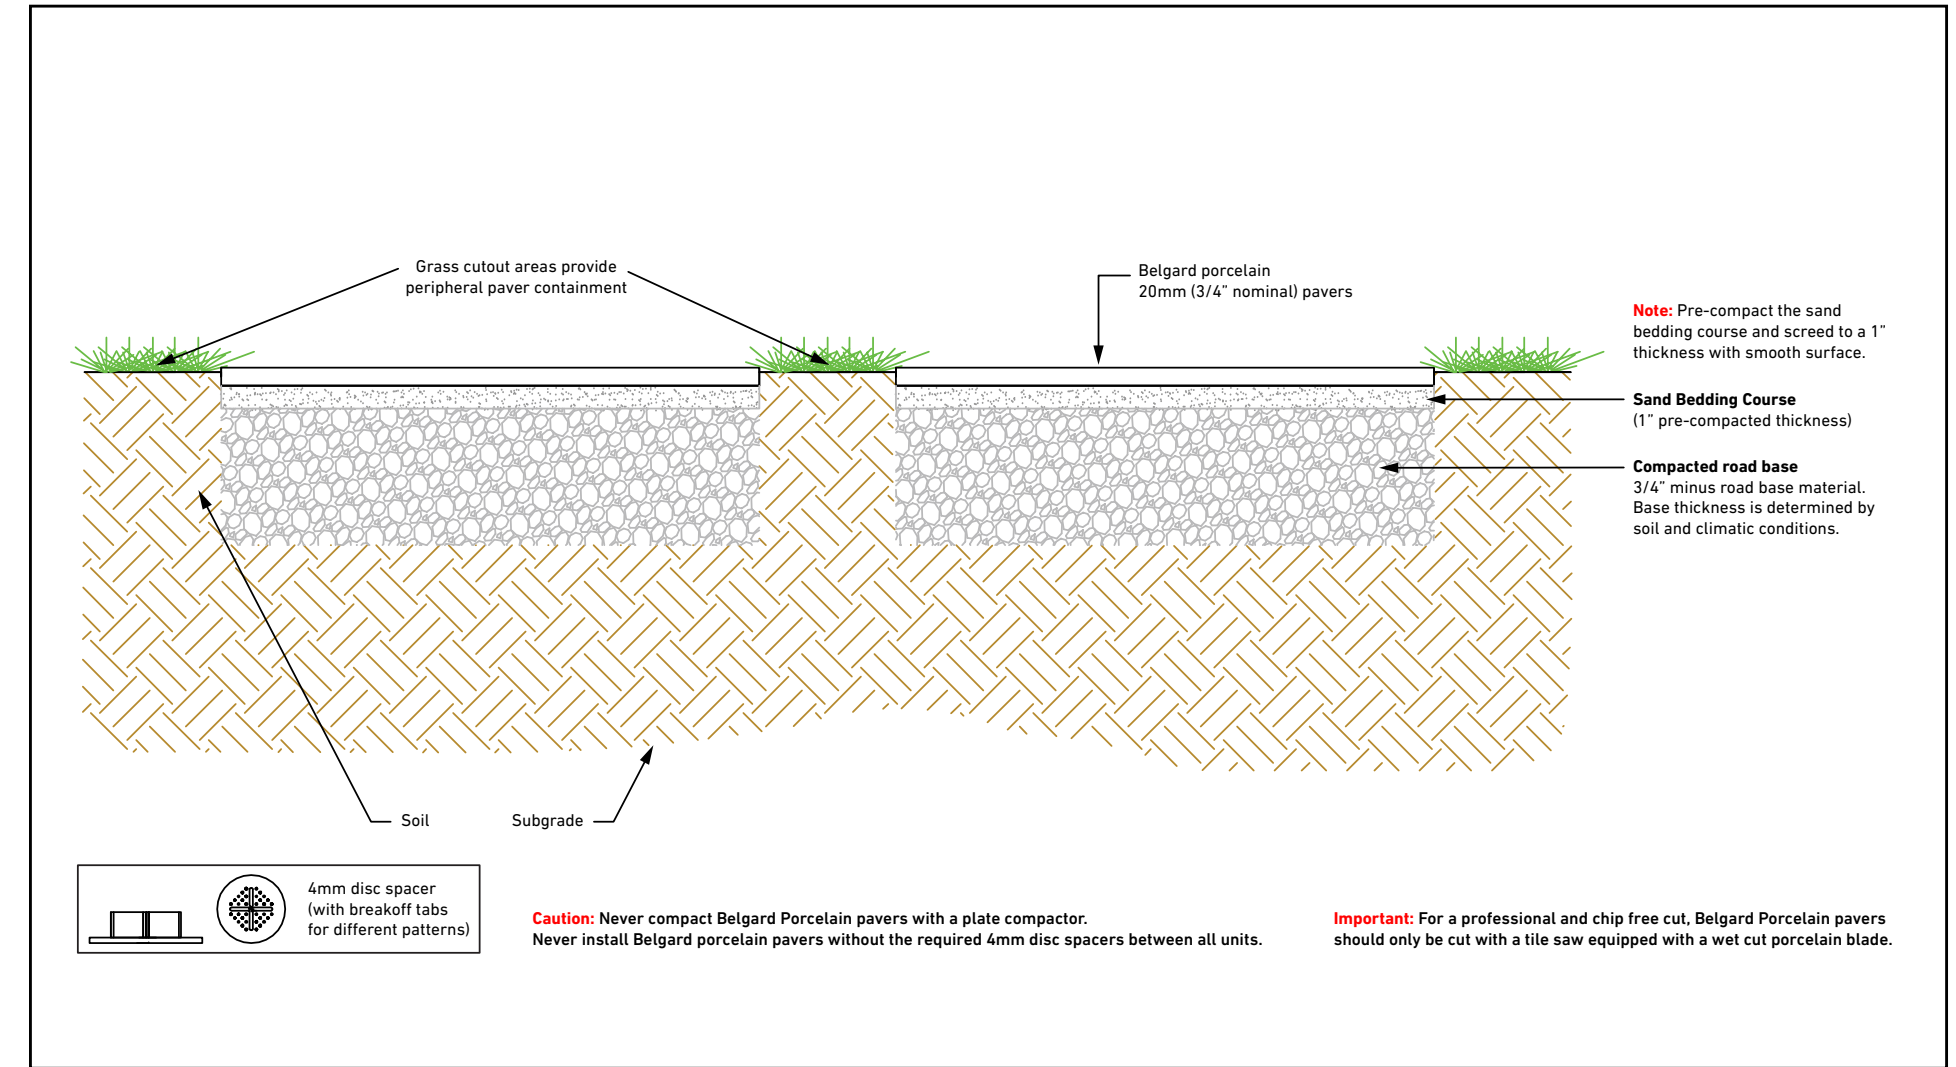 Grass cutout areas provide
peripheral paver containment
Belgard porcelain
20mm (3/4” nominal) pavers
Note: Pre-compact the sand
bedding course and screed to a 1”
thickness with smooth surface.
Sand Bedding Course
(1” pre-compacted thickness)
Compacted road base
3/4” minus road base material.
Base thickness is determined by
soil and climatic conditions.
Soil
Subgrade
4mm disc spacer
(with breakoff tabs
for different patterns)
Caution: Never compact Belgard Porcelain pavers with a plate compactor.
Never install Belgard porcelain pavers without the required 4mm disc spacers between all units.
Important: For a professional and chip free cut, Belgard Porcelain pavers
should only be cut with a tile saw equipped with a wet cut porcelain blade.